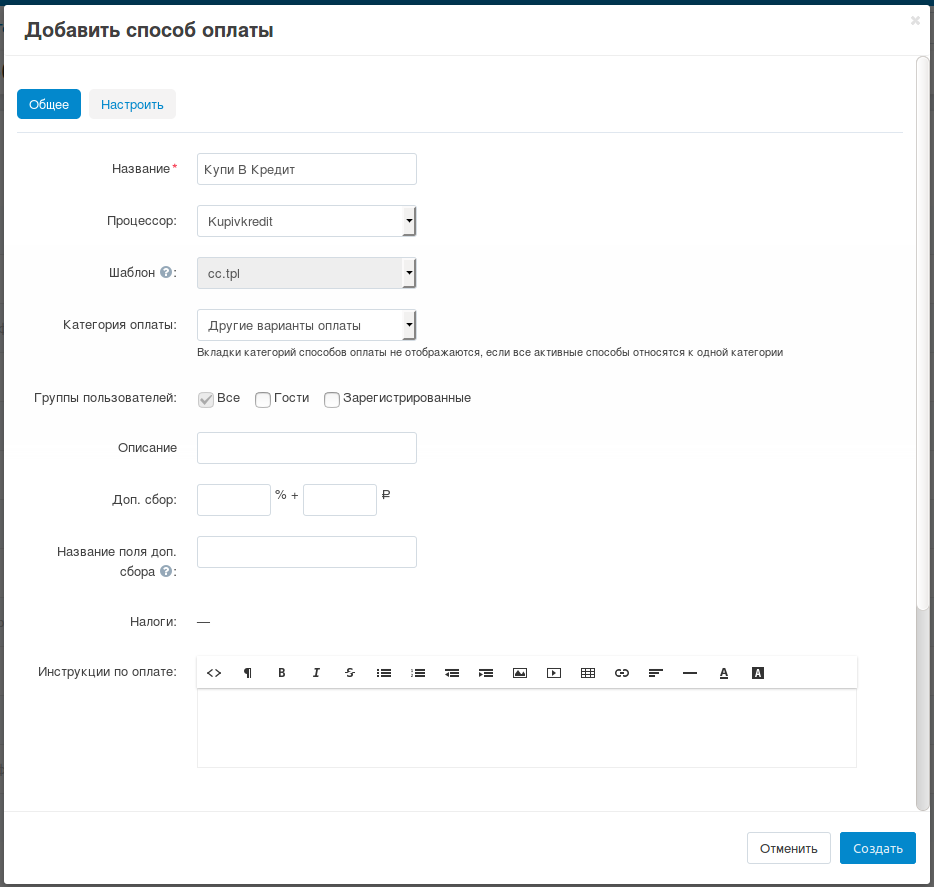 Добавить способ оплаты
Общее Настроить
Название*
Купи В Кредит
Процессор: Kupivkredit
Шаблон ?: cc.tpl
Категория оплаты: Другие варианты оплаты
Вкладки категорий способов оплаты не отображаются, если все активные способы относятся к одной категории
Группы пользователей: Все Гости Зарегистрированные
Описание
Доп. сбор: % + ₽
Название поля доп.
сбора ?:
Налоги: —
Инструкции по оплате:
Отменить Создать